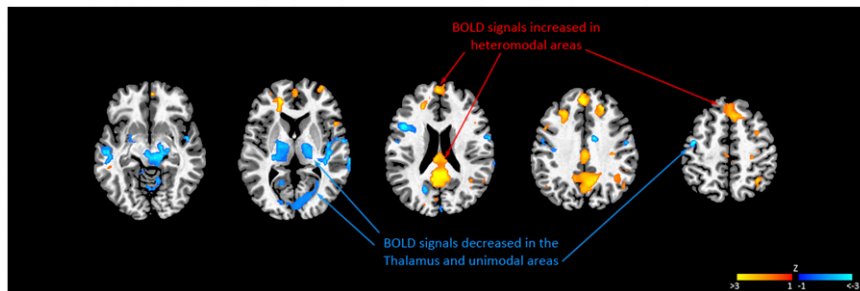 BOLD signals increased in
heteromodal areas
BOLD signals decreased in the
Thalamus and unimodal areas
Z
>3 1 -1 <-3